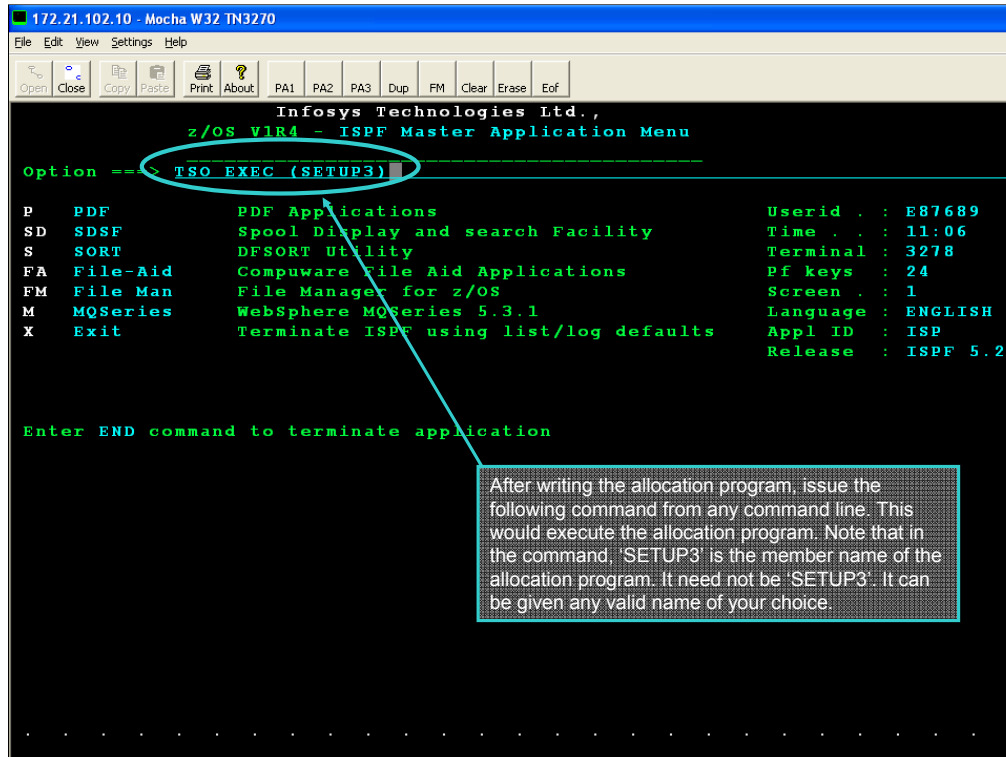 172.21.102.10 - Mocha W32 TN3270
File Edit View Settings Help
Open Close Copy Paste Print About PA1 PA2 PA3 Dup FM Clear Erase Eof
Infosys Technologies Ltd.,
z/OS V1R4 - ISPF Master Application Menu
Option ===> TSO EXEC (SETUP3)
P PDF PDF Applications Userid . : E87689
SD SDSF Spool Display and search Facility Time . . : 11:06
S SORT DFSORT Utility Terminal : 3278
FA File-Aid Compuware File Aid Applications Pf keys : 24
FM File Man File Manager for z/OS Screen . : 1
M MQSeries WebSphere MQSeries 5.3.1 Language : ENGLISH
X Exit Terminate ISPF using list/log defaults Appl ID : ISP
Release : ISPF 5.2
Enter END command to terminate application
After writing the allocation program, issue the
following command from any command line. This
would execute the allocation program. Note that in
the command, ‘SETUP3’ is the member name of the
allocation program. It need not be ‘SETUP3’. It can
be given any valid name of your choice.
. . . . . . . . . . . . . . . . . . . . . . . . . .